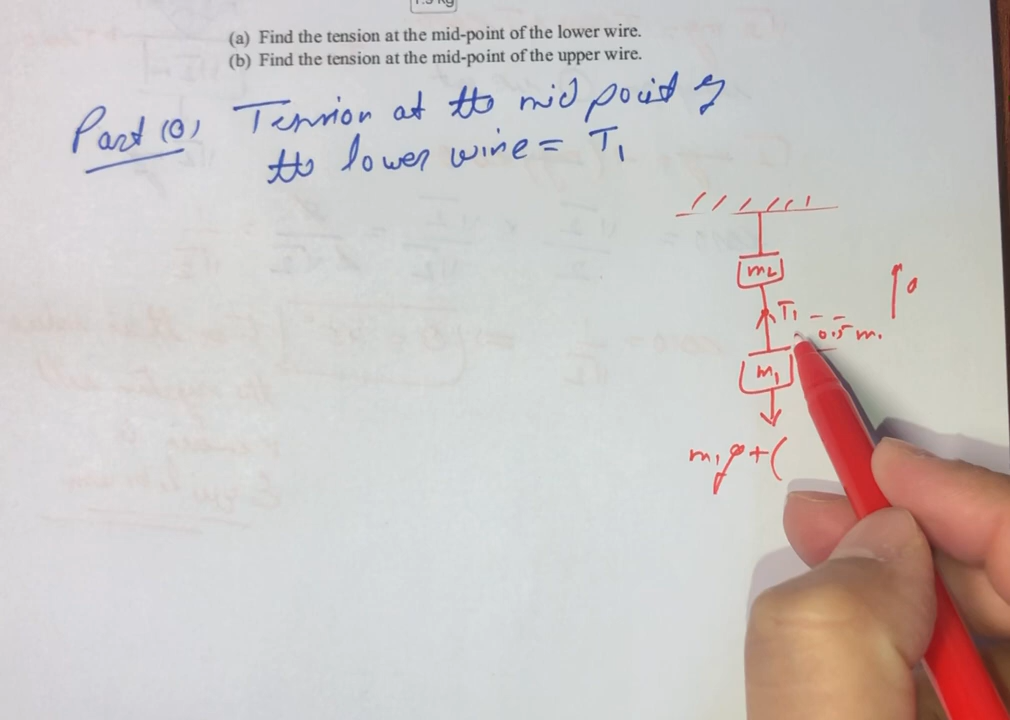 (a) Find the tension at the mid-point of the lower wire.
(b) Find the tension at the mid-point of the upper wire.
Part (a) Tension at the mid point of
the lower wire = T₁
m₂
T₁
a
0.5 m.
m₁
m₁g + (